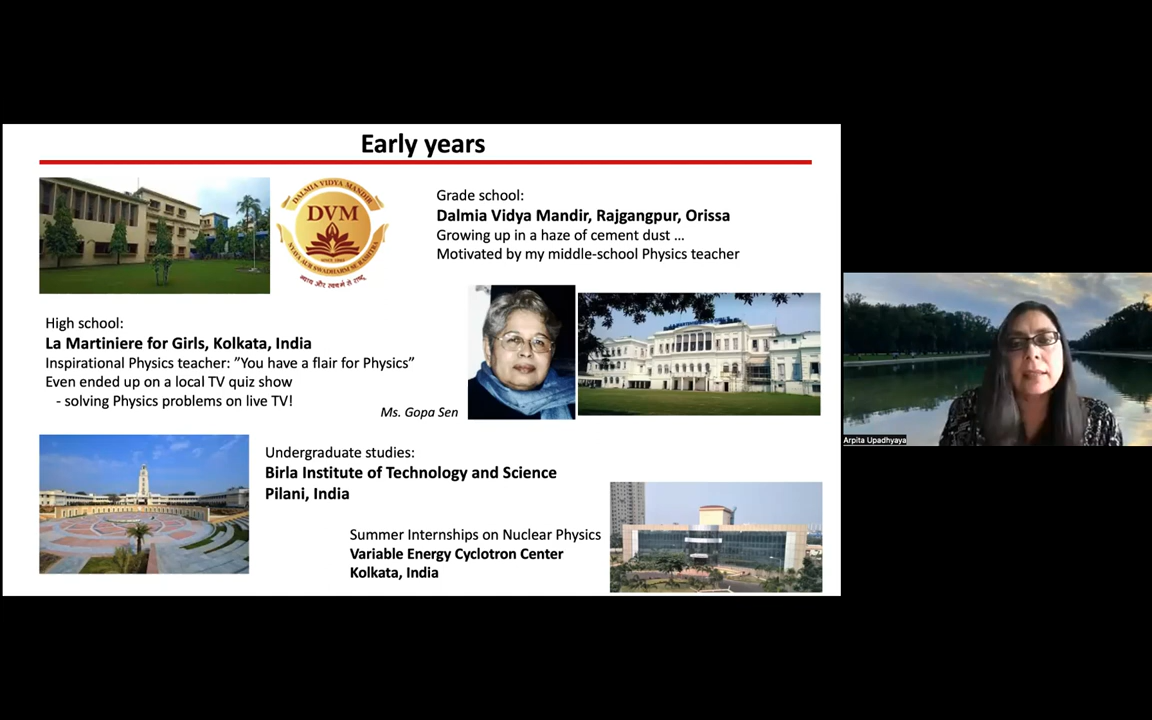 Early years
DALMIA VIDYA MANDIR
DVM
SINCE 1952
Grade school:
Dalmia Vidya Mandir, Rajgangpur, Orissa
Growing up in a haze of cement dust ...
Motivated by my middle-school Physics teacher
High school:
La Martiniere for Girls, Kolkata, India
Inspirational Physics teacher: ”You have a flair for Physics”
Even ended up on a local TV quiz show
- solving Physics problems on live TV!
Ms. Gopa Sen
Undergraduate studies:
Birla Institute of Technology and Science
Pilani, India
Summer Internships on Nuclear Physics
Variable Energy Cyclotron Center
Kolkata, India
Arpita Upadhyaya